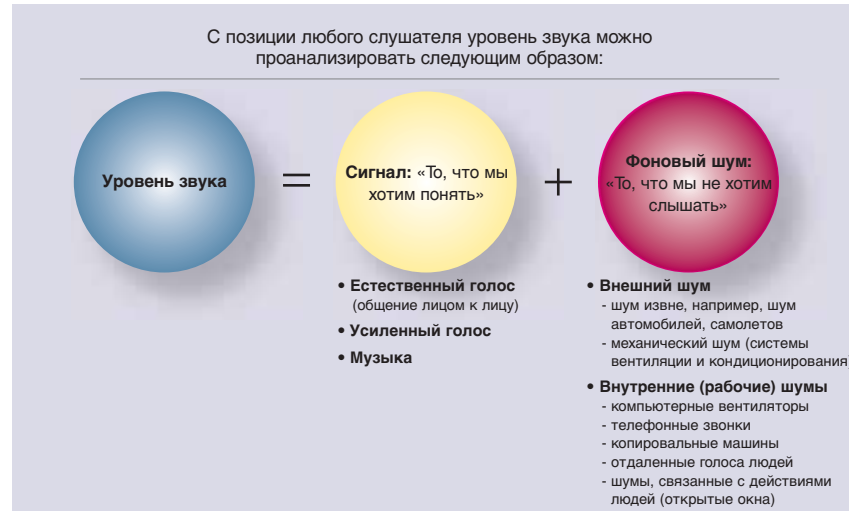 С позиции любого слушателя уровень звука можно
проанализировать следующим образом:
Уровень звука
=
Сигнал: «То, что мы
хотим понять»
+
Фоновый шум:
«То, что мы не хотим
слышать»
• Естественный голос
(общение лицом к лицу)
• Усиленный голос
• Музыка
• Внешний шум
- шум извне, например, шум
автомобилей, самолетов
- механический шум (системы
вентиляции и кондиционирования)
• Внутренние (рабочие) шумы
- компьютерные вентиляторы
- телефонные звонки
- копировальные машины
- отдаленные голоса людей
- шумы, связанные с действиями
людей (открытые окна)